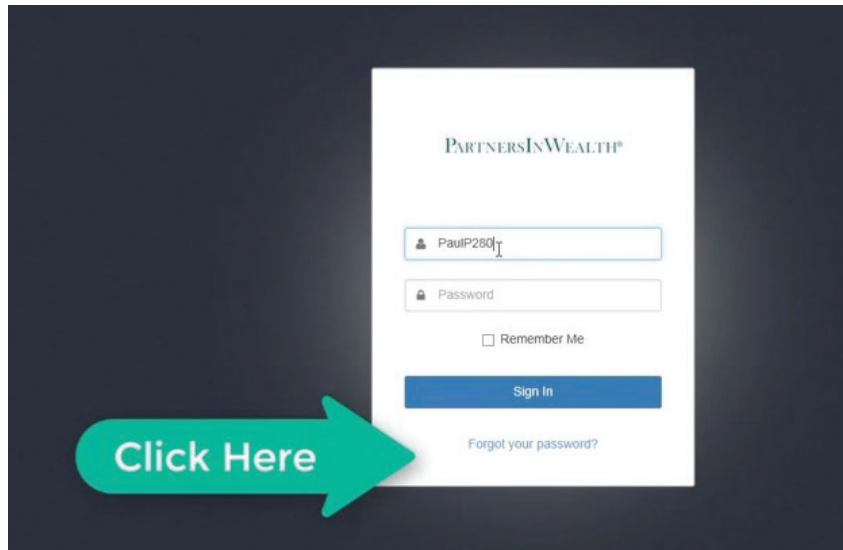 PARTNERSINWEALTH®
PaulP280
Password
Remember Me
Sign In
Forgot your password?
Click Here